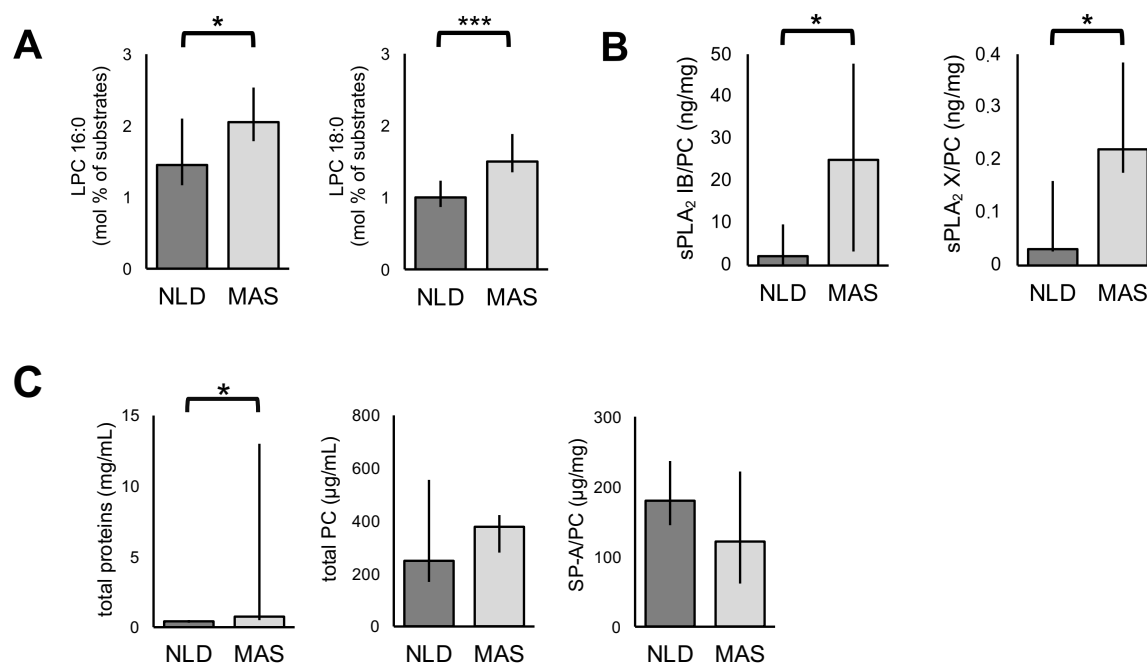 A
*
3
2
1
0
LPC 16:0
(mol % of substrates)
NLD MAS
***
3
2
1
0
LPC 18:0
(mol % of substrates)
NLD MAS
B
*
50
40
30
20
10
0
sPLA₂ IB/PC (ng/mg)
NLD MAS
*
0.4
0.3
0.2
0.1
0
sPLA₂ X/PC (ng/mg)
NLD MAS
C
*
15
10
5
0
total proteins (mg/mL)
NLD MAS
800
600
400
200
0
total PC (µg/mL)
NLD MAS
300
200
100
0
SP-A/PC (µg/mg)
NLD MAS